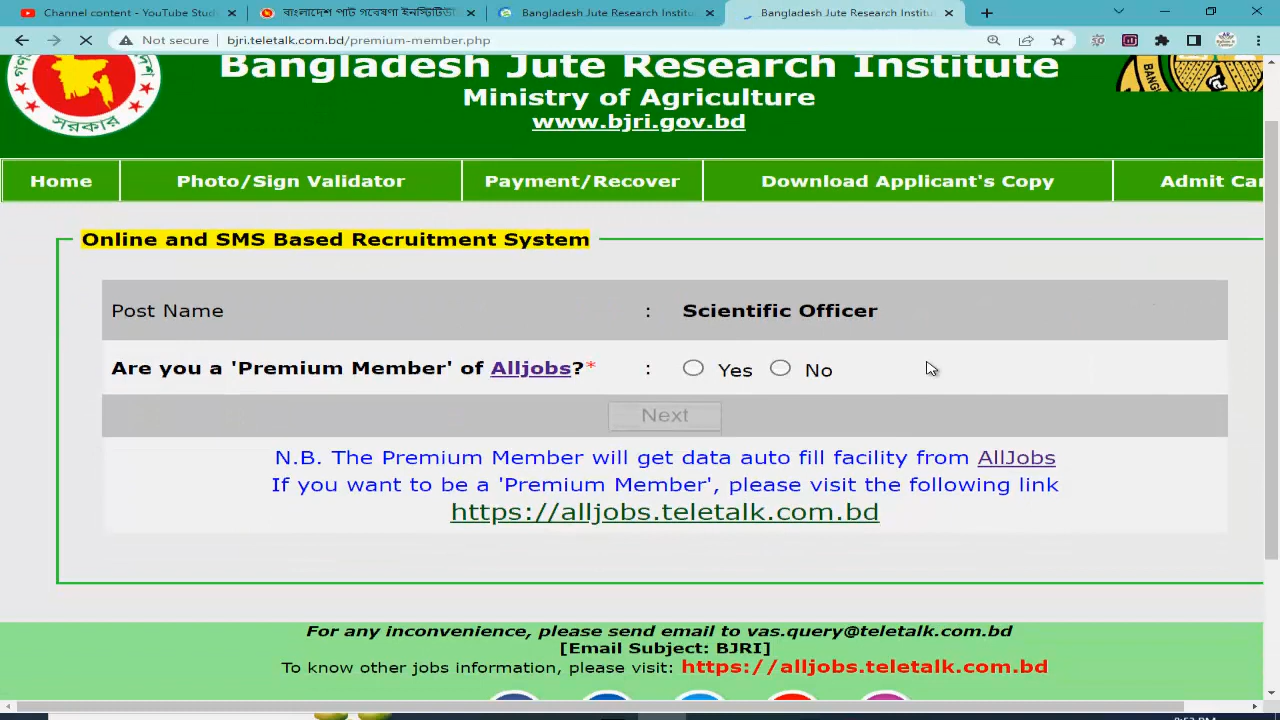 Channel content - YouTube Stud
বাংলাদেশ পাট গবেষণা ইনস্টিটিউ
Bangladesh Jute Research Institu
Bangladesh Jute Research Institu
Not secure
bjri.teletalk.com.bd/premium-member.php
Bangladesh Jute Research Institute
Ministry of Agriculture
www.bjri.gov.bd
সরকার
Home
Photo/Sign Validator
Payment/Recover
Download Applicant's Copy
Admit Car
Online and SMS Based Recruitment System
Post Name : Scientific Officer
Are you a 'Premium Member' of Alljobs?* : Yes No
Next
N.B. The Premium Member will get data auto fill facility from AllJobs
If you want to be a 'Premium Member', please visit the following link
https://alljobs.teletalk.com.bd
For any inconvenience, please send email to vas.query@teletalk.com.bd
[Email Subject: BJRI]
To know other jobs information, please visit: https://alljobs.teletalk.com.bd